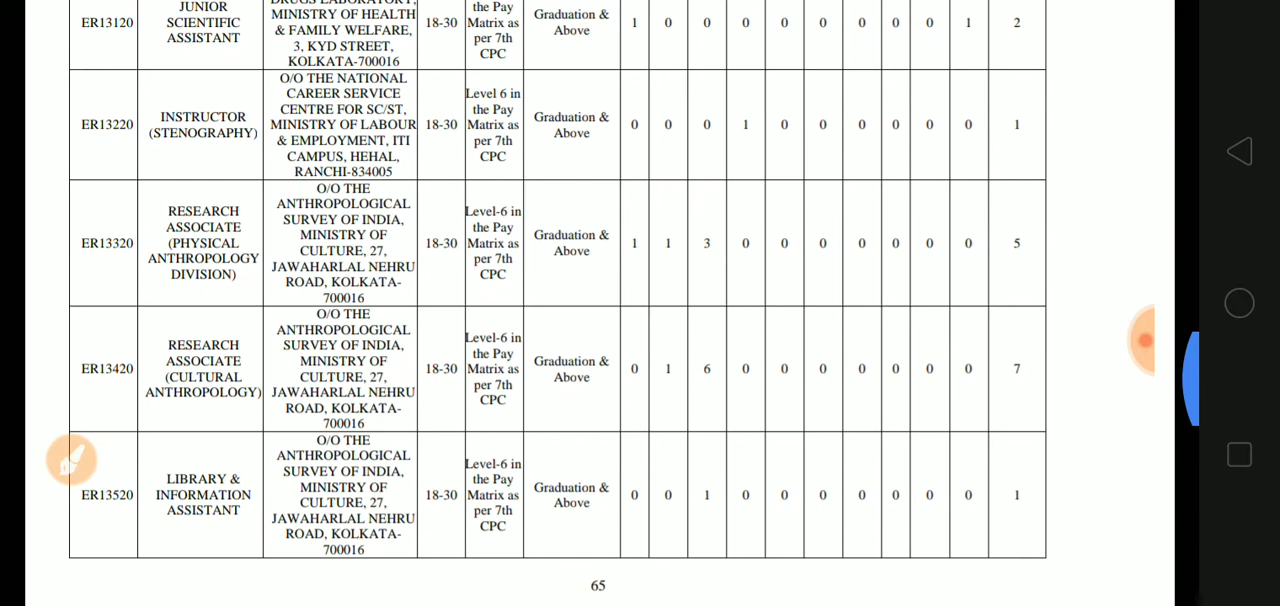 ER13120 JUNIOR SCIENTIFIC ASSISTANT DRUGS LABORATORY, MINISTRY OF HEALTH & FAMILY WELFARE, 3, KYD STREET, KOLKATA-700016 18-30 the Pay Matrix as per 7th CPC Graduation & Above 1 0 0 0 0 0 0 0 0 1 2
ER13220 INSTRUCTOR (STENOGRAPHY) O/O THE NATIONAL CAREER SERVICE CENTRE FOR SC/ST, MINISTRY OF LABOUR & EMPLOYMENT, ITI CAMPUS, HEHAL, RANCHI-834005 18-30 Level 6 in the Pay Matrix as per 7th CPC Graduation & Above 0 0 0 1 0 0 0 0 0 0 1
ER13320 RESEARCH ASSOCIATE (PHYSICAL ANTHROPOLOGY DIVISION) O/O THE ANTHROPOLOGICAL SURVEY OF INDIA, MINISTRY OF CULTURE, 27, JAWAHARLAL NEHRU ROAD, KOLKATA-700016 18-30 Level-6 in the Pay Matrix as per 7th CPC Graduation & Above 1 1 3 0 0 0 0 0 0 0 5
ER13420 RESEARCH ASSOCIATE (CULTURAL ANTHROPOLOGY) O/O THE ANTHROPOLOGICAL SURVEY OF INDIA, MINISTRY OF CULTURE, 27, JAWAHARLAL NEHRU ROAD, KOLKATA-700016 18-30 Level-6 in the Pay Matrix as per 7th CPC Graduation & Above 0 1 6 0 0 0 0 0 0 0 7
ER13520 LIBRARY & INFORMATION ASSISTANT O/O THE ANTHROPOLOGICAL SURVEY OF INDIA, MINISTRY OF CULTURE, 27, JAWAHARLAL NEHRU ROAD, KOLKATA-700016 18-30 Level-6 in the Pay Matrix as per 7th CPC Graduation & Above 0 0 1 0 0 0 0 0 0 0 1
65